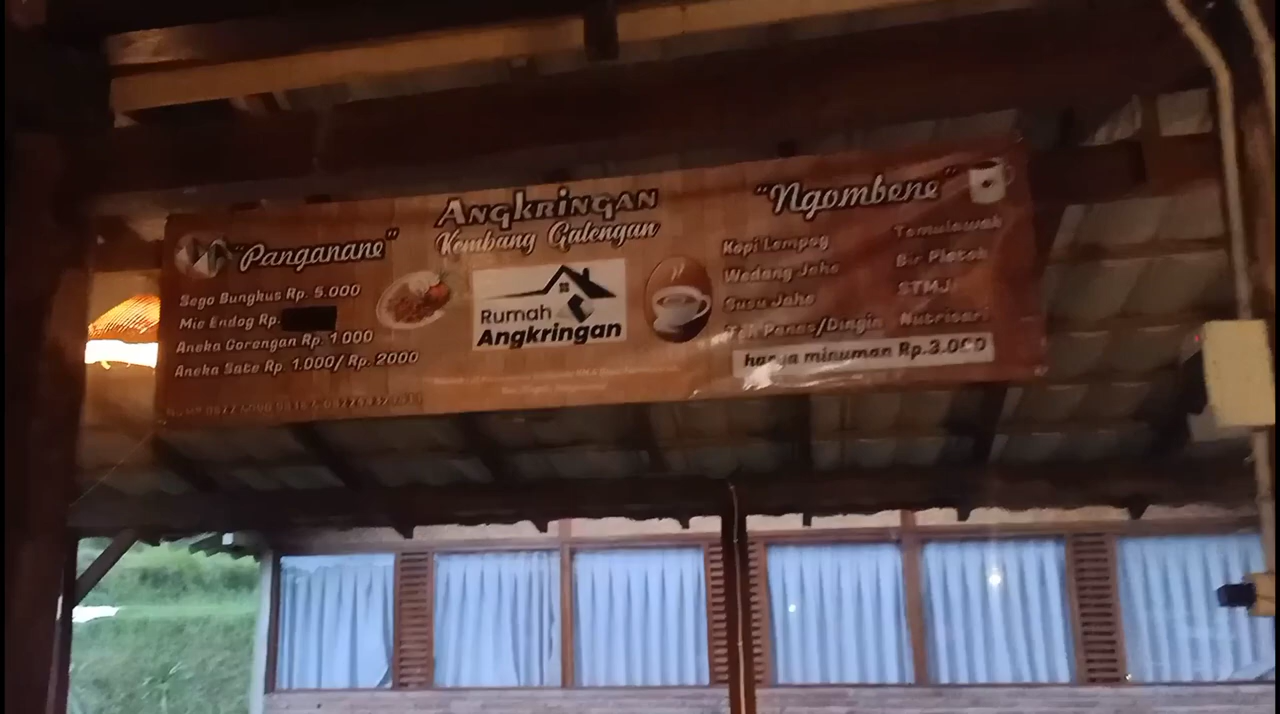 Angkringan
Kembang Galengan
"Panganane"
Sego Bungkus Rp. 5.000
Mie Endog Rp.
Aneka Gorengan Rp. 1 000
Aneka Sate Rp. 1.000/ Rp. 2000
Rumah
Angkringan
"Ngombene"
Kopi Lempog
Wedang Jahe
Susu Jahe
Panas/Dingin
Temulawak
Bir Pletok
STMJ
Nutrisari
hanya minuman Rp.3.000